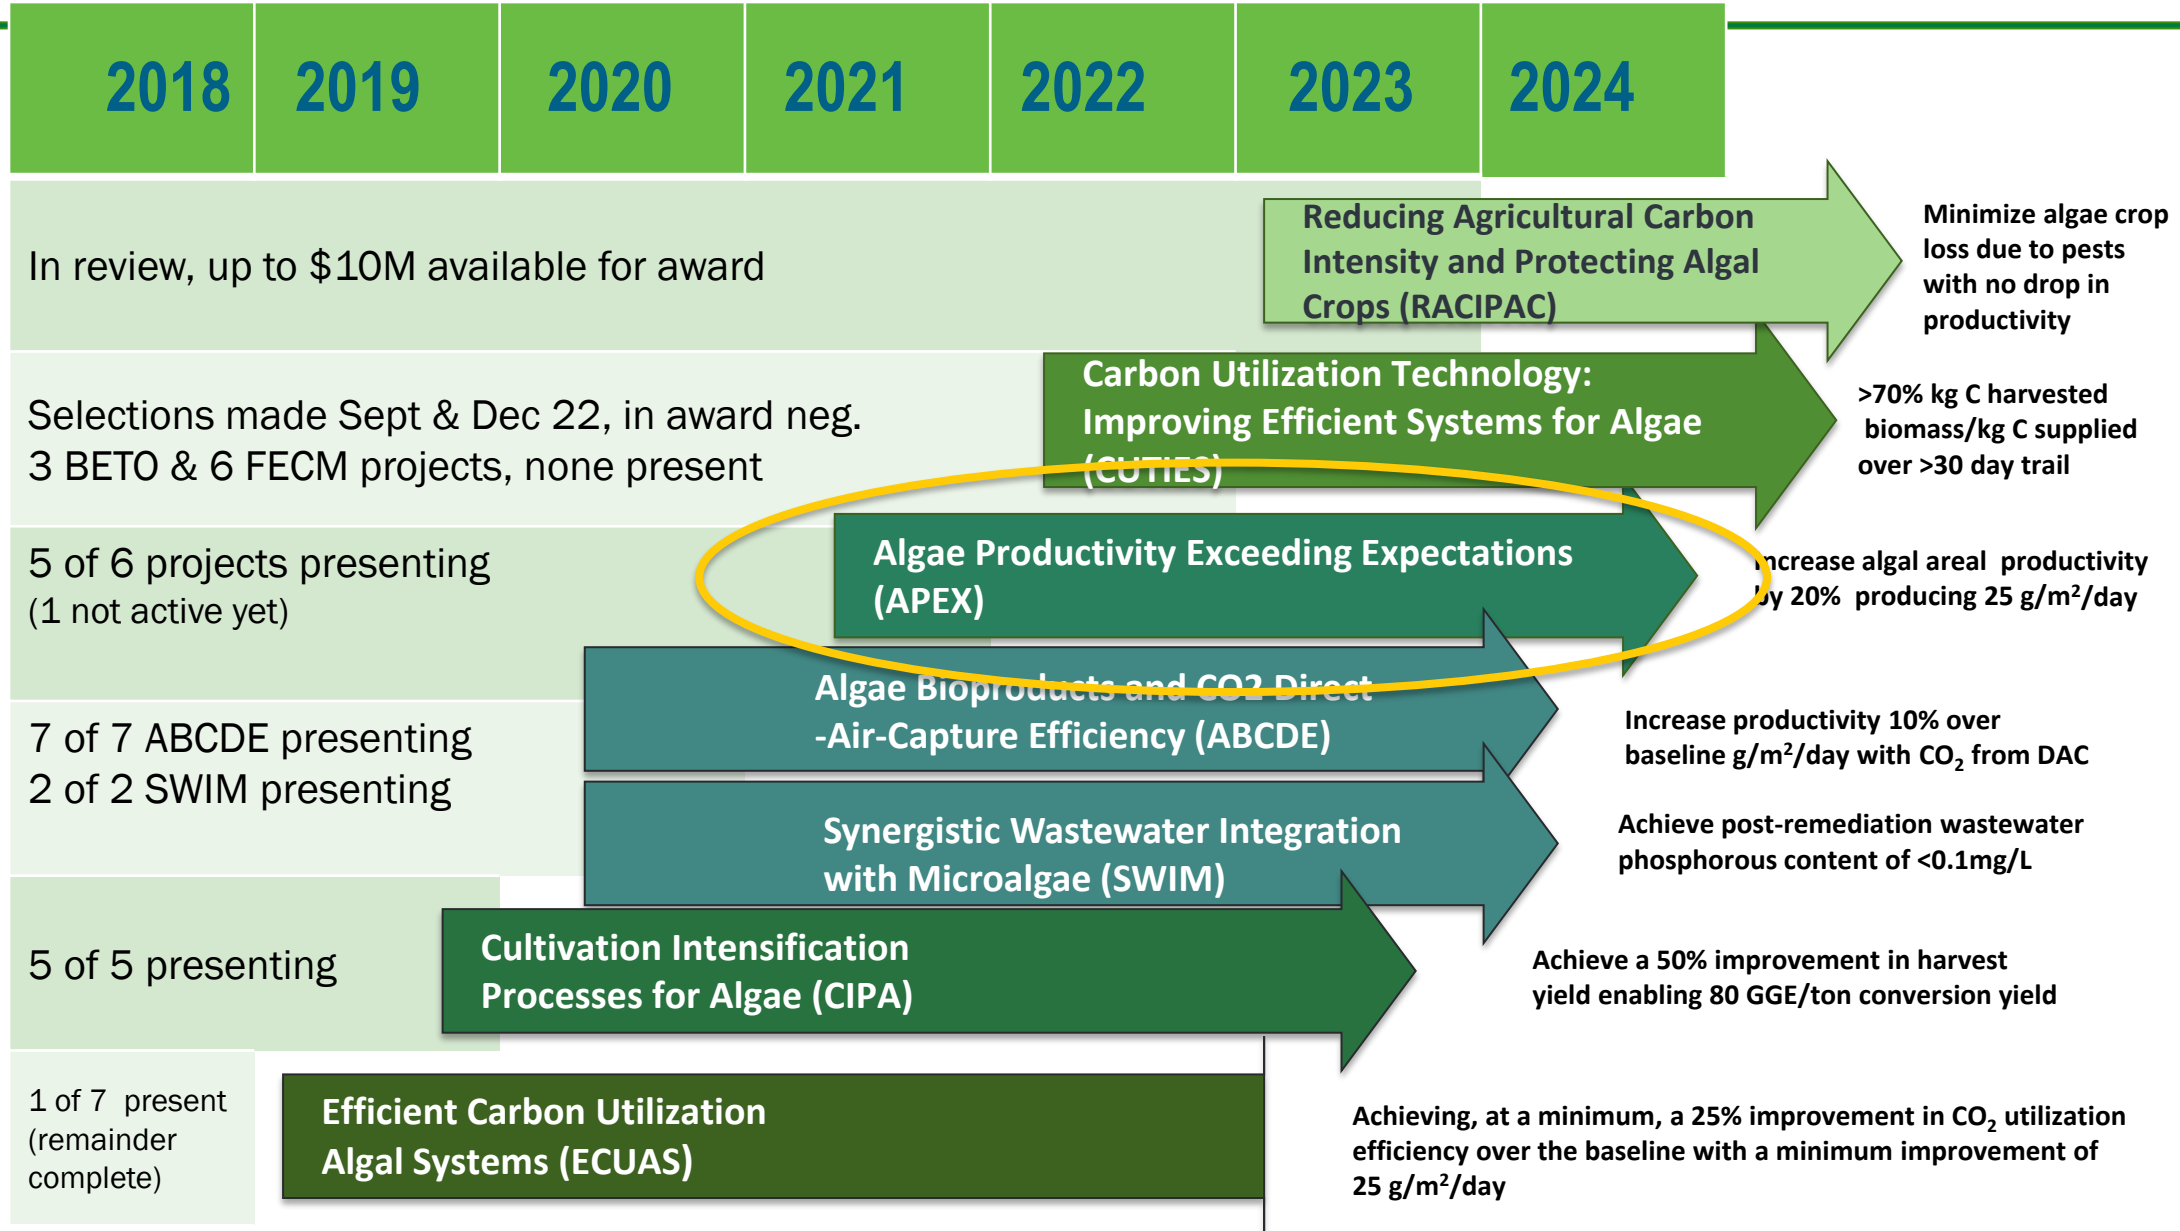 2018 2019 2020 2021 2022 2023 2024
In review, up to $10M available for award
Reducing Agricultural Carbon
Intensity and Protecting Algal
Crops (RACIPAC)
Minimize algae crop
loss due to pests
with no drop in
productivity
Selections made Sept & Dec 22, in award neg.
3 BETO & 6 FECM projects, none present
Carbon Utilization Technology:
Improving Efficient Systems for Algae
(CUTIES)
>70% kg C harvested
biomass/kg C supplied
over >30 day trail
5 of 6 projects presenting
(1 not active yet)
Algae Productivity Exceeding Expectations
(APEX)
Increase algal areal productivity
by 20% producing 25 g/m²/day
7 of 7 ABCDE presenting
2 of 2 SWIM presenting
Algae Bioproducts and CO2 Direct
-Air-Capture Efficiency (ABCDE)
Increase productivity 10% over
baseline g/m²/day with CO₂ from DAC
Synergistic Wastewater Integration
with Microalgae (SWIM)
Achieve post-remediation wastewater
phosphorous content of <0.1mg/L
5 of 5 presenting
Cultivation Intensification
Processes for Algae (CIPA)
Achieve a 50% improvement in harvest
yield enabling 80 GGE/ton conversion yield
1 of 7 present
(remainder
complete)
Efficient Carbon Utilization
Algal Systems (ECUAS)
Achieving, at a minimum, a 25% improvement in CO₂ utilization
efficiency over the baseline with a minimum improvement of
25 g/m²/day